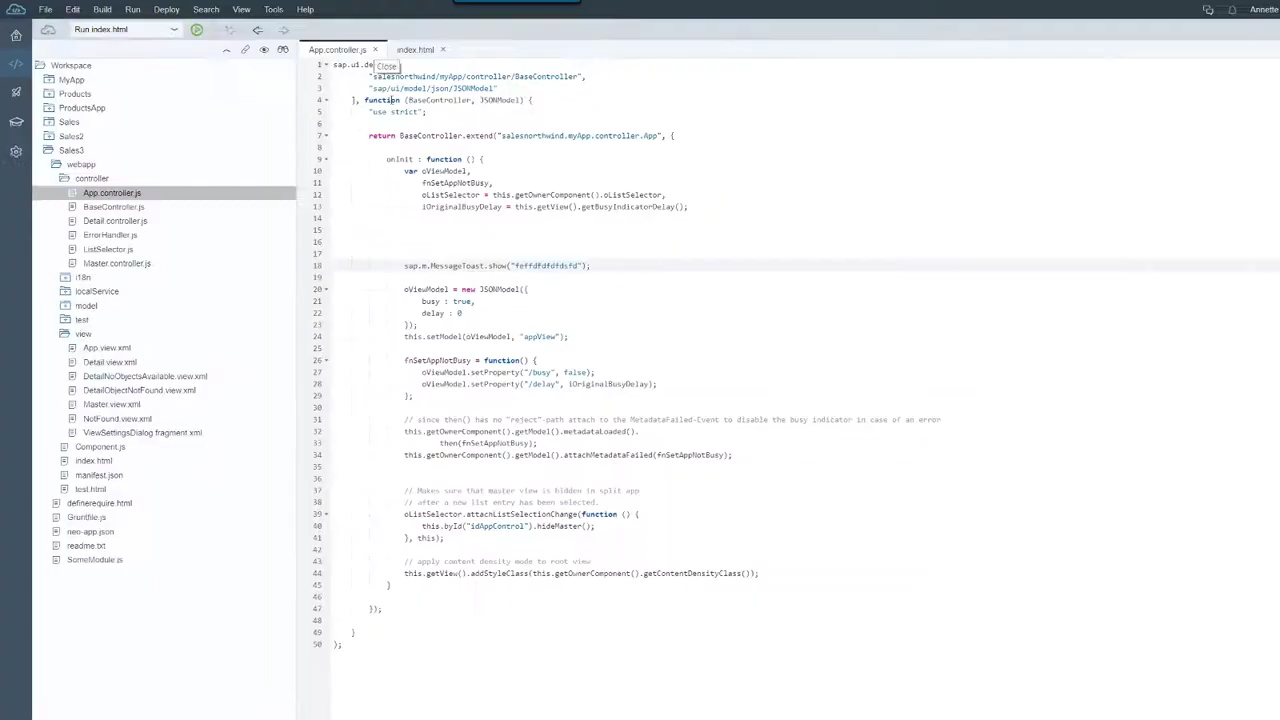 File Edit Run Deploy Search View Tools Help Annette
Run index.html
App.controller.js × index.html ×
Close
Workspace
MyApp
Products
ProductsApp
Sales
Sales2
Sales3
webapp
controller
App.controller.js
BaseController.js
Detail.controller.js
ErrorHandler.js
ListSelector.js
Master.controller.js
i18n
localService
model
test
view
App.view.xml
Detail.view.xml
DetailNoObjectsAvailable.view.xml
DetailObjectNotFound.view.xml
Master.view.xml
NotFound.view.xml
ViewSettingsDialog.fragment.xml
Component.js
index.html
manifest.json
test.html
definerequire.html
Gruntfile.js
neo-app.json
readme.txt
SomeModule.js
1 sap.ui.de
2 "salesnorthwind/myApp/controller/BaseController",
3 "sap/ui/model/json/JSONModel"
4 ], function (BaseController, JSONModel) {
5 "use strict";
6
7 return BaseController.extend("salesnorthwind.myApp.controller.App", {
8
9 onInit : function () {
10 var oViewModel,
11 fnSetAppNotBusy,
12 oListSelector = this.getOwnerComponent().oListSelector,
13 iOriginalBusyDelay = this.getView().getBusyIndicatorDelay();
14
15
16
17
18 sap.m.MessageToast.show("feffdfdfdfdsfd");
19
20 oViewModel = new JSONModel({
21 busy : true,
22 delay : 0
23 });
24 this.setModel(oViewModel, "appView");
25
26 fnSetAppNotBusy = function() {
27 oViewModel.setProperty("/busy", false);
28 oViewModel.setProperty("/delay", iOriginalBusyDelay);
29 };
30
31 // since then() has no "reject"-path attach to the MetadataFailed-Event to disable the busy indicator in case of an error
32 this.getOwnerComponent().getModel().metadataLoaded().
33 then(fnSetAppNotBusy);
34 this.getOwnerComponent().getModel().attachMetadataFailed(fnSetAppNotBusy);
35
36
37 // Makes sure that master view is hidden in split app
38 // after a new list entry has been selected.
39 oListSelector.attachListSelectionChange(function () {
40 this.byId("idAppControl").hideMaster();
41 }, this);
42
43 // apply content density mode to root view
44 this.getView().addStyleClass(this.getOwnerComponent().getContentDensityClass());
45 }
46
47 });
48
49 }
50 );